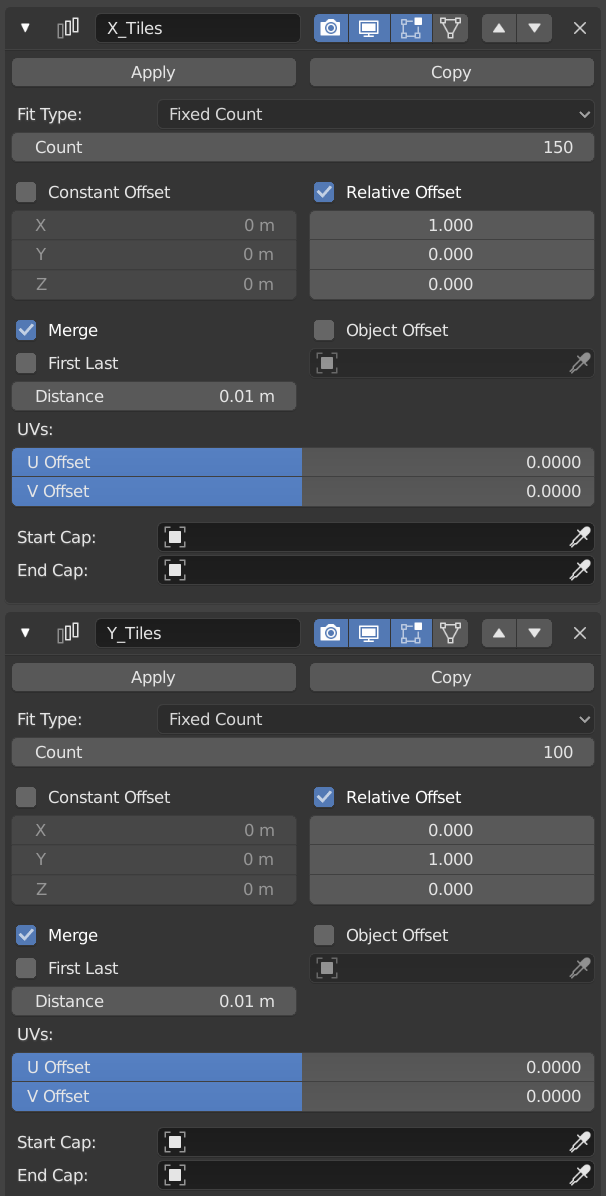 X_Tiles
Apply Copy
Fit Type: Fixed Count
Count 150
Constant Offset Relative Offset
X 0 m 1.000
Y 0 m 0.000
Z 0 m 0.000
Merge Object Offset
First Last
Distance 0.01 m
UVs:
U Offset 0.0000
V Offset 0.0000
Start Cap:
End Cap:
Y_Tiles
Apply Copy
Fit Type: Fixed Count
Count 100
Constant Offset Relative Offset
X 0 m 0.000
Y 0 m 1.000
Z 0 m 0.000
Merge Object Offset
First Last
Distance 0.01 m
UVs:
U Offset 0.0000
V Offset 0.0000
Start Cap:
End Cap: